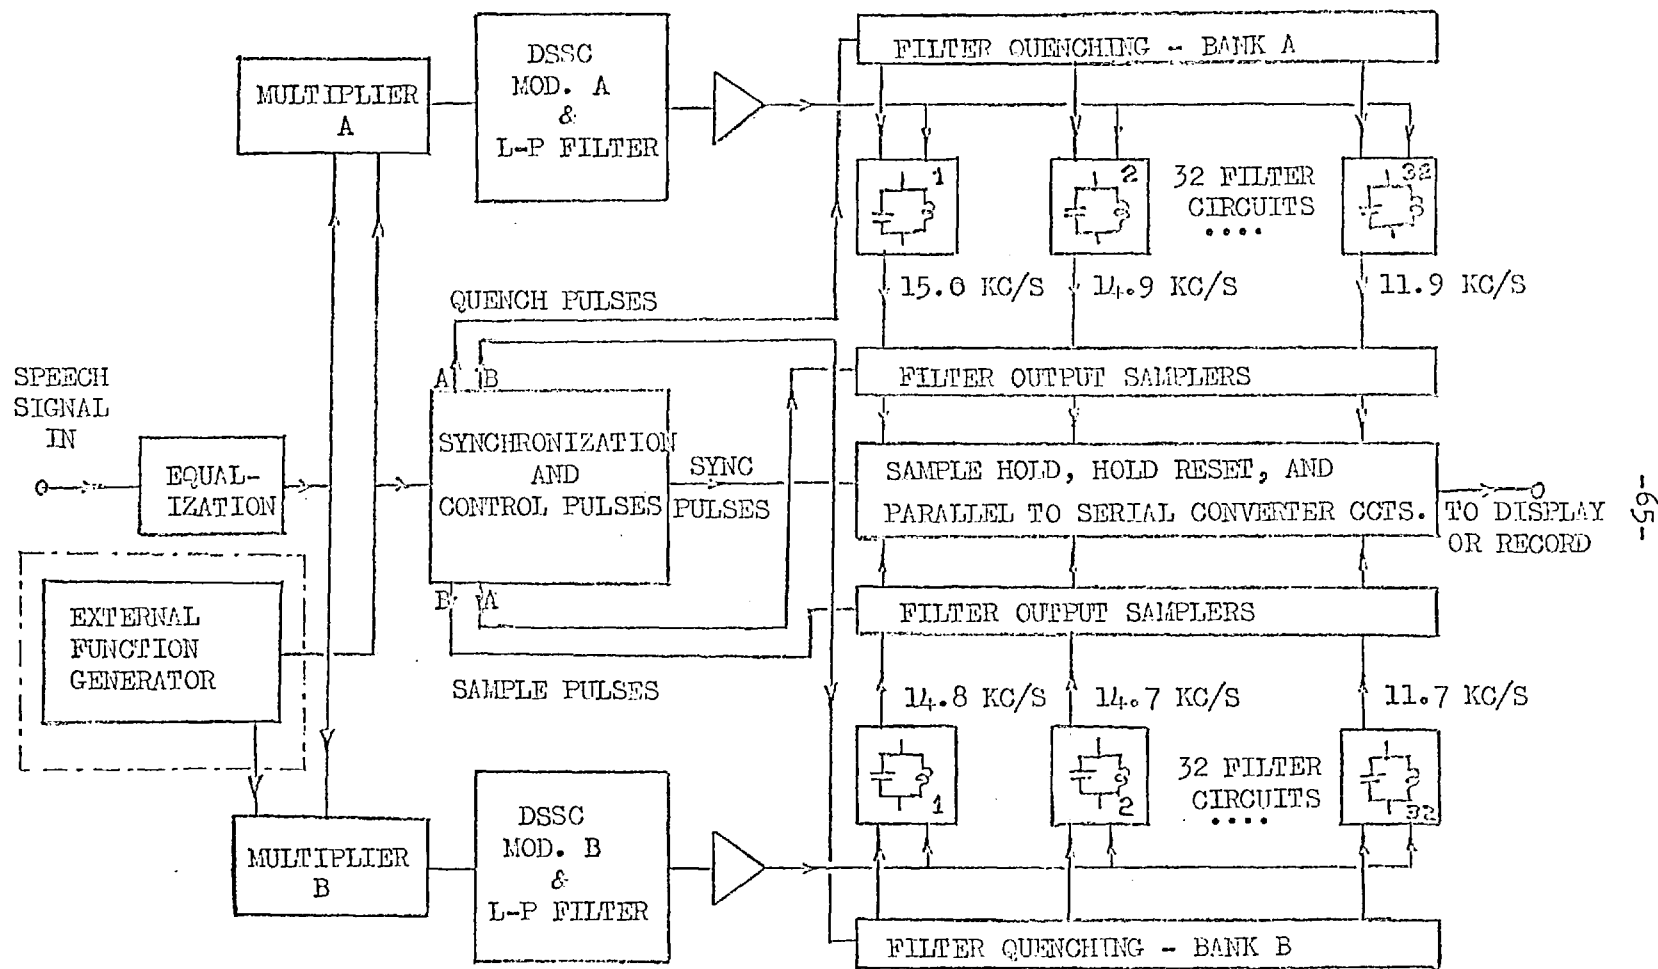 FILTER QUENCHING - BANK A
DSSC
MOD. A
&
L-P FILTER
MULTIPLIER
A
1
2
32
32 FILTER
CIRCUITS
....
15.0 KC/S
14.9 KC/S
11.9 KC/S
QUENCH PULSES
A
B
FILTER OUTPUT SAMPLERS
SPEECH
SIGNAL
IN
EQUAL-
IZATION
SYNCHRONIZATION
AND
CONTROL PULSES
SYNC
PULSES
SAMPLE HOLD, HOLD RESET, AND
PARALLEL TO SERIAL CONVERTER CCTS.
TO DISPLAY
OR RECORD
-65-
B
A
FILTER OUTPUT SAMPLERS
EXTERNAL
FUNCTION
GENERATOR
SAMPLE PULSES
14.8 KC/S
14.7 KC/S
11.7 KC/S
1
2
32
32 FILTER
CIRCUITS
....
MULTIPLIER
B
DSSC
MOD. B
&
L-P FILTER
FILTER QUENCHING - BANK B